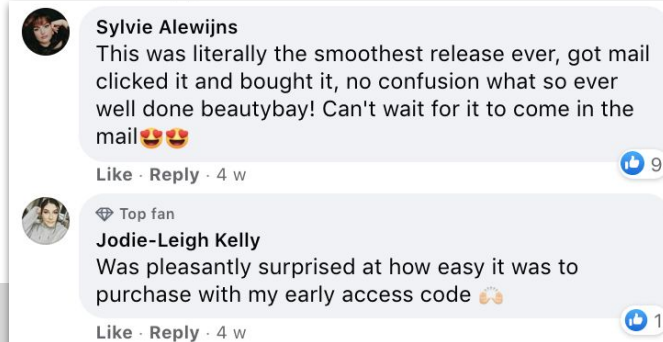 Sylvie Alewijns
This was literally the smoothest release ever, got mail
clicked it and bought it, no confusion what so ever
well done beautybay! Can't wait for it to come in the
mail😍😍
Like · Reply · 4 w
9
Top fan
Jodie-Leigh Kelly
Was pleasantly surprised at how easy it was to
purchase with my early access code 🙌🏻
Like · Reply · 4 w
1